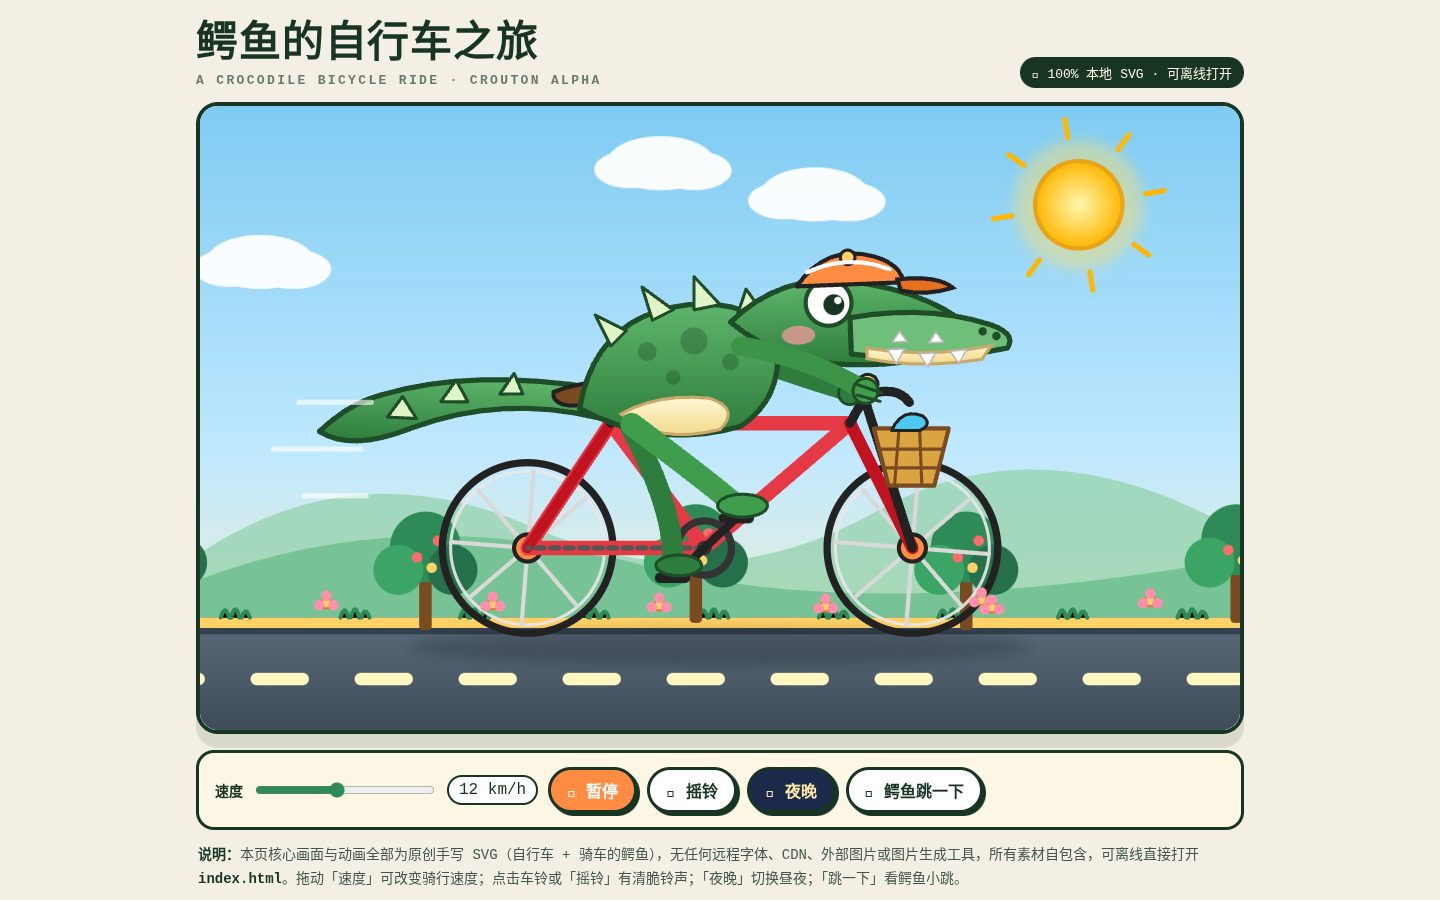 鳄鱼的自行车之旅
A CROCODILE BICYCLE RIDE · CROUTON ALPHA
100% 本地 SVG · 可离线打开
速度
12 km/h
暂停
摇铃
夜晚
鳄鱼跳一下
说明：本页核心画面与动画全部为原创手写 SVG（自行车 + 骑车的鳄鱼），无任何远程字体、CDN、外部图片或图片生成工具，所有素材自包含，可离线直接打开
index.html。拖动「速度」可改变骑行速度；点击车铃或「摇铃」有清脆铃声；「夜晚」切换昼夜；「跳一下」看鳄鱼小跳。